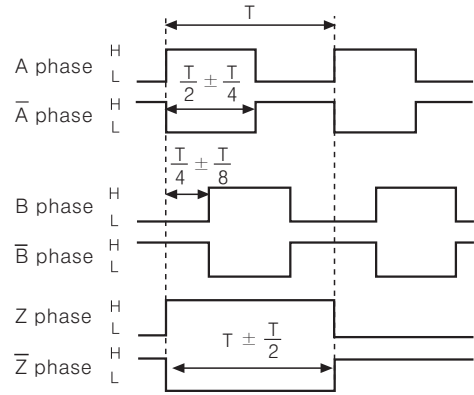 T
H
A phase
L
T/2 ± T/4
H
A̅ phase
L
T/4 ± T/8
H
B phase
L
H
B̅ phase
L
H
Z phase
L
T ± T/2
H
Z̅ phase
L